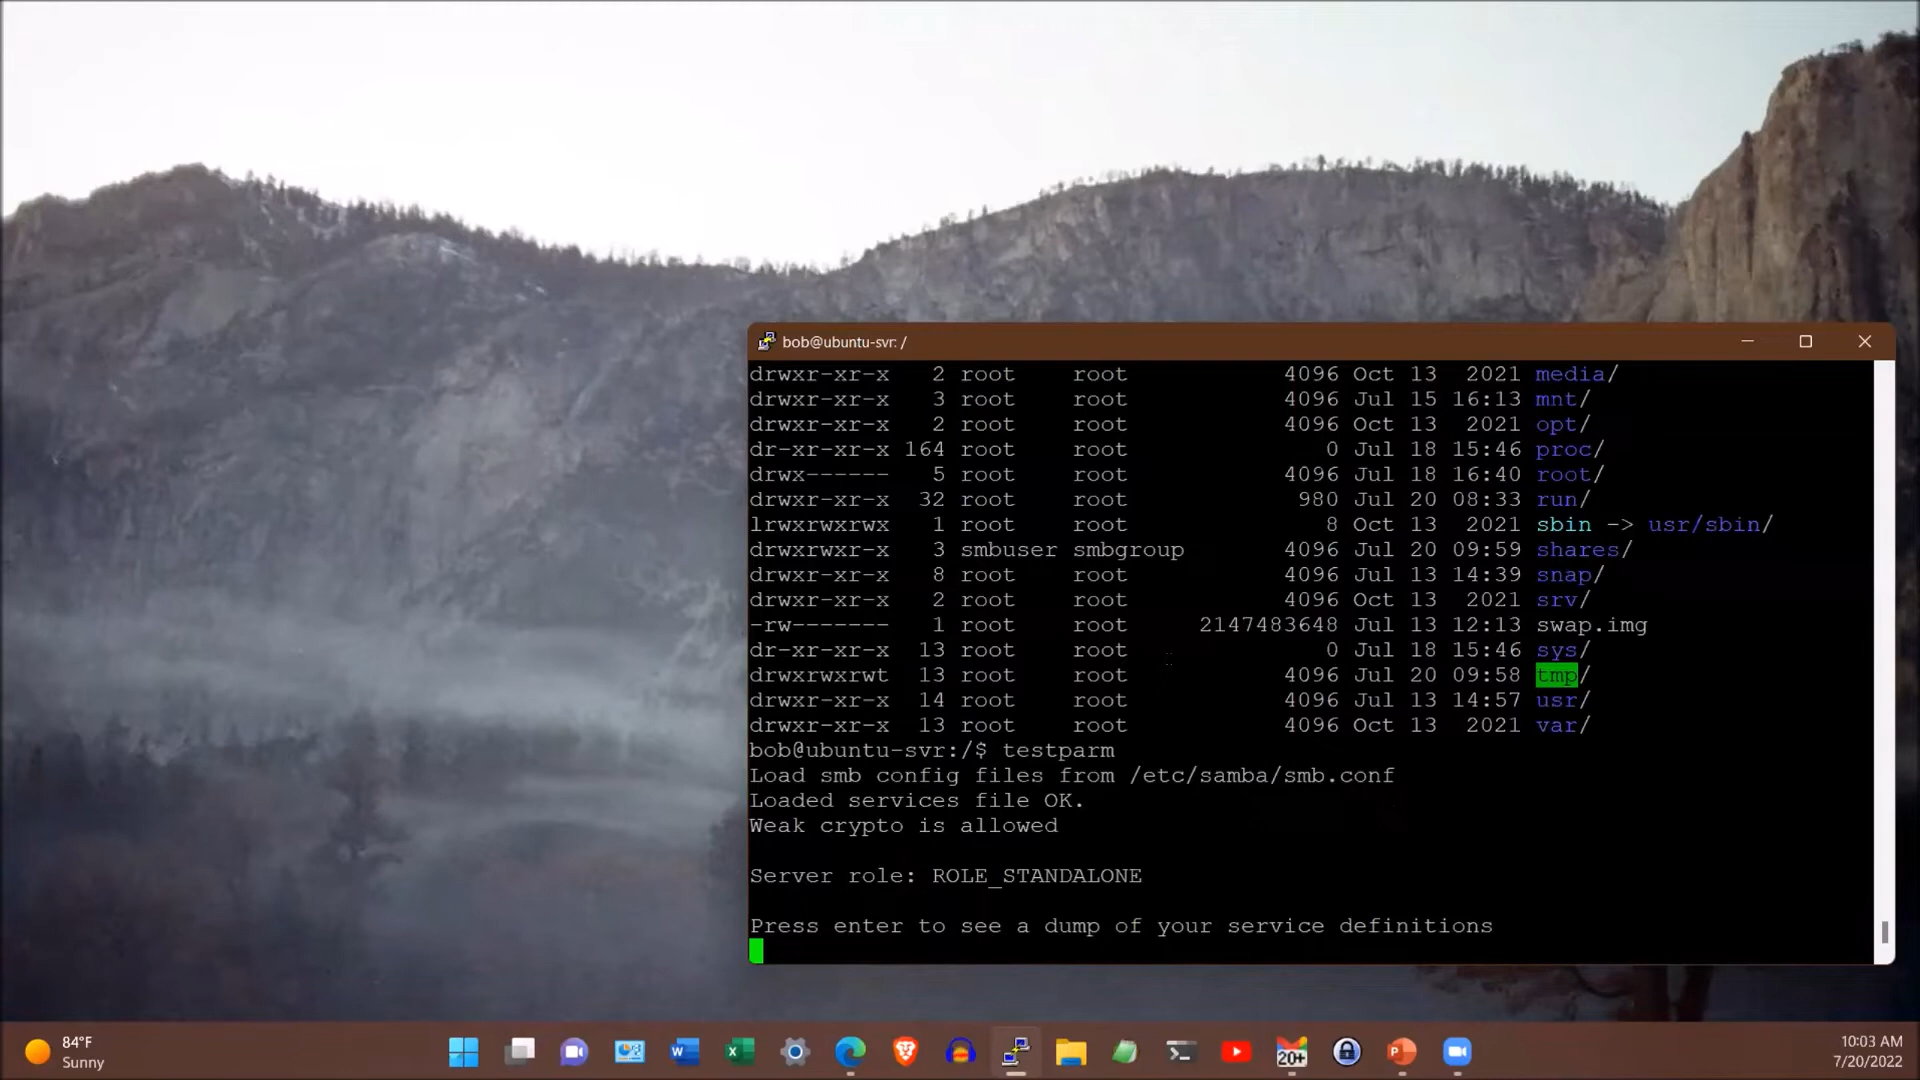 bob@ubuntu-svr: /
drwxr-xr-x   2 root    root            4096 Oct 13  2021 media/
drwxr-xr-x   3 root    root            4096 Jul 15 16:13 mnt/
drwxr-xr-x   2 root    root            4096 Oct 13  2021 opt/
dr-xr-xr-x 164 root    root               0 Jul 18 15:46 proc/
drwx------   5 root    root            4096 Jul 18 16:40 root/
drwxr-xr-x  32 root    root             980 Jul 20 08:33 run/
lrwxrwxrwx   1 root    root               8 Oct 13  2021 sbin -> usr/sbin/
drwxrwxrwx   3 smbuser smbgroup        4096 Jul 20 09:59 shares/
drwxr-xr-x   8 root    root            4096 Jul 13 14:39 snap/
drwxr-xr-x   2 root    root            4096 Oct 13  2021 srv/
-rw-------   1 root    root      2147483648 Jul 13 12:13 swap.img
dr-xr-xr-x  13 root    root               0 Jul 18 15:46 sys/
drwxrwxrwt  13 root    root            4096 Jul 20 09:58 tmp/
drwxr-xr-x  14 root    root            4096 Jul 13 14:57 usr/
drwxr-xr-x  13 root    root            4096 Oct 13  2021 var/
bob@ubuntu-svr:/$ testparm
Load smb config files from /etc/samba/smb.conf
Loaded services file OK.
Weak crypto is allowed
Server role: ROLE_STANDALONE
Press enter to see a dump of your service definitions
84°F
Sunny
20+
10:03 AM
7/20/2022